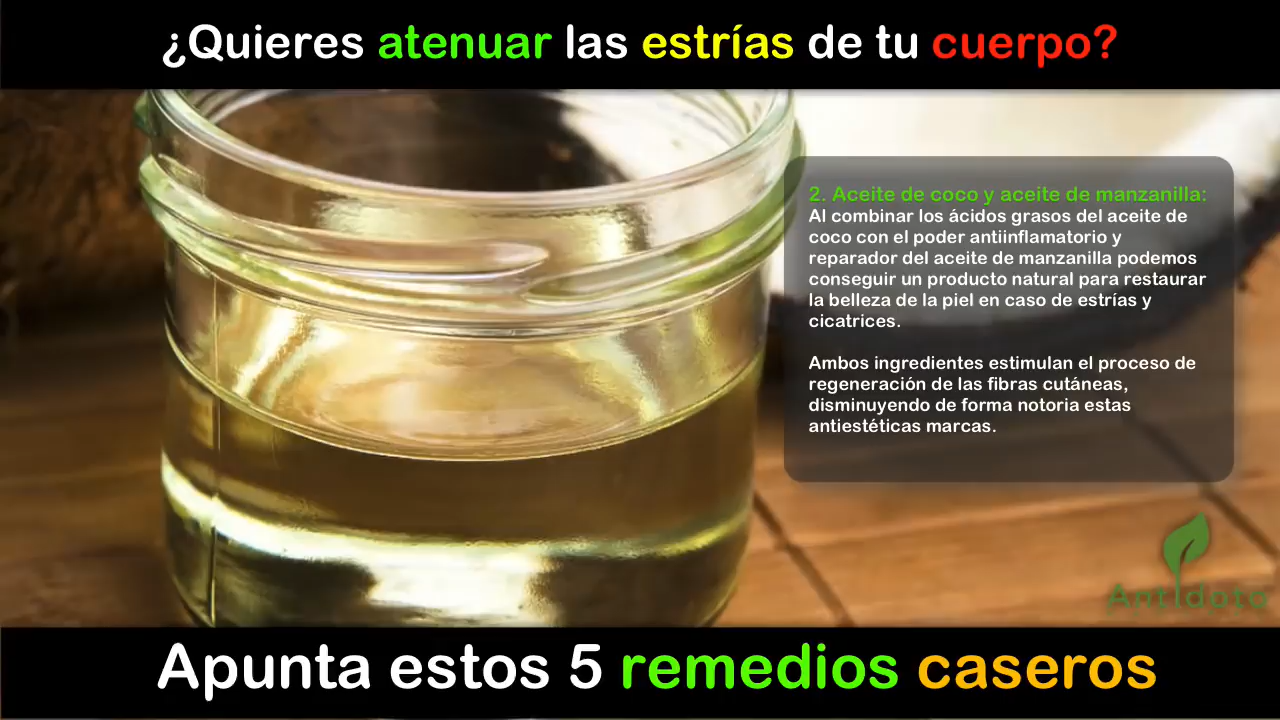 ¿Quieres atenuar las estrías de tu cuerpo?
2. Aceite de coco y aceite de manzanilla:
Al combinar los ácidos grasos del aceite de
coco con el poder antiinflamatorio y
reparador del aceite de manzanilla podemos
conseguir un producto natural para restaurar
la belleza de la piel en caso de estrías y
cicatrices.
Ambos ingredientes estimulan el proceso de
regeneración de las fibras cutáneas,
disminuyendo de forma notoria estas
antiestéticas marcas.
Antídoto
Apunta estos 5 remedios caseros